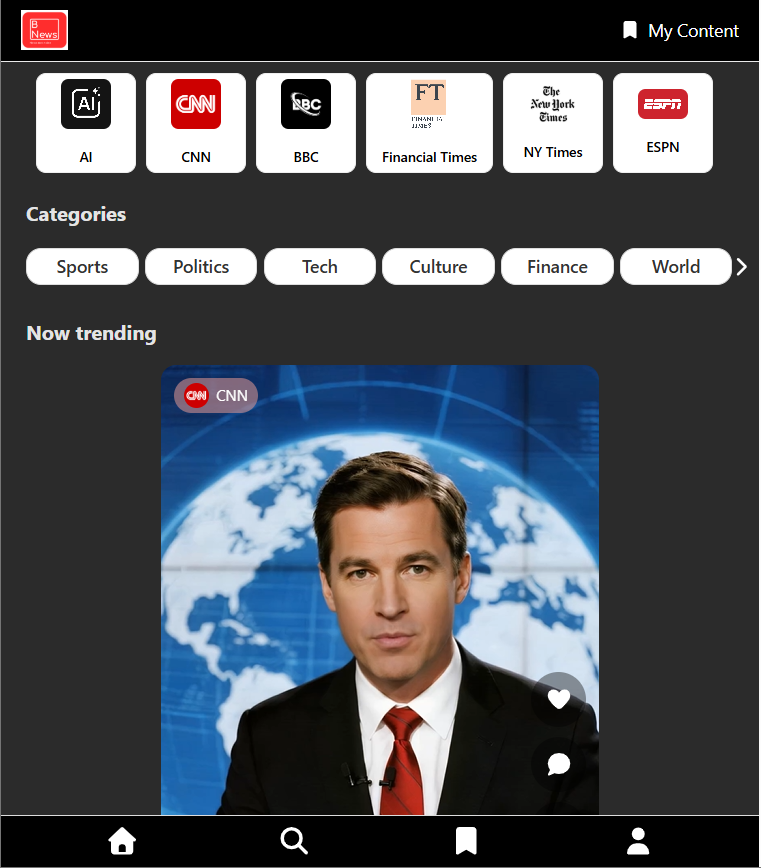 B
News
My Content
AI
CNN
BBC
FT
FINANCIAL
TIMES
The
New York
Times
ESPN
AI
CNN
BBC
Financial Times
NY Times
ESPN
Categories
Sports
Politics
Tech
Culture
Finance
World
Now trending
CNN
CNN